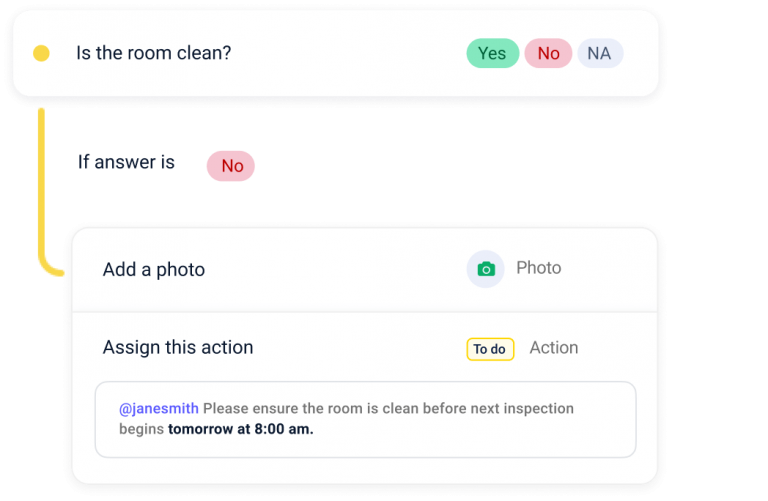 Is the room clean? Yes No NA
If answer is No
Add a photo Photo
Assign this action To do Action
@janesmith Please ensure the room is clean before next inspection
begins tomorrow at 8:00 am.